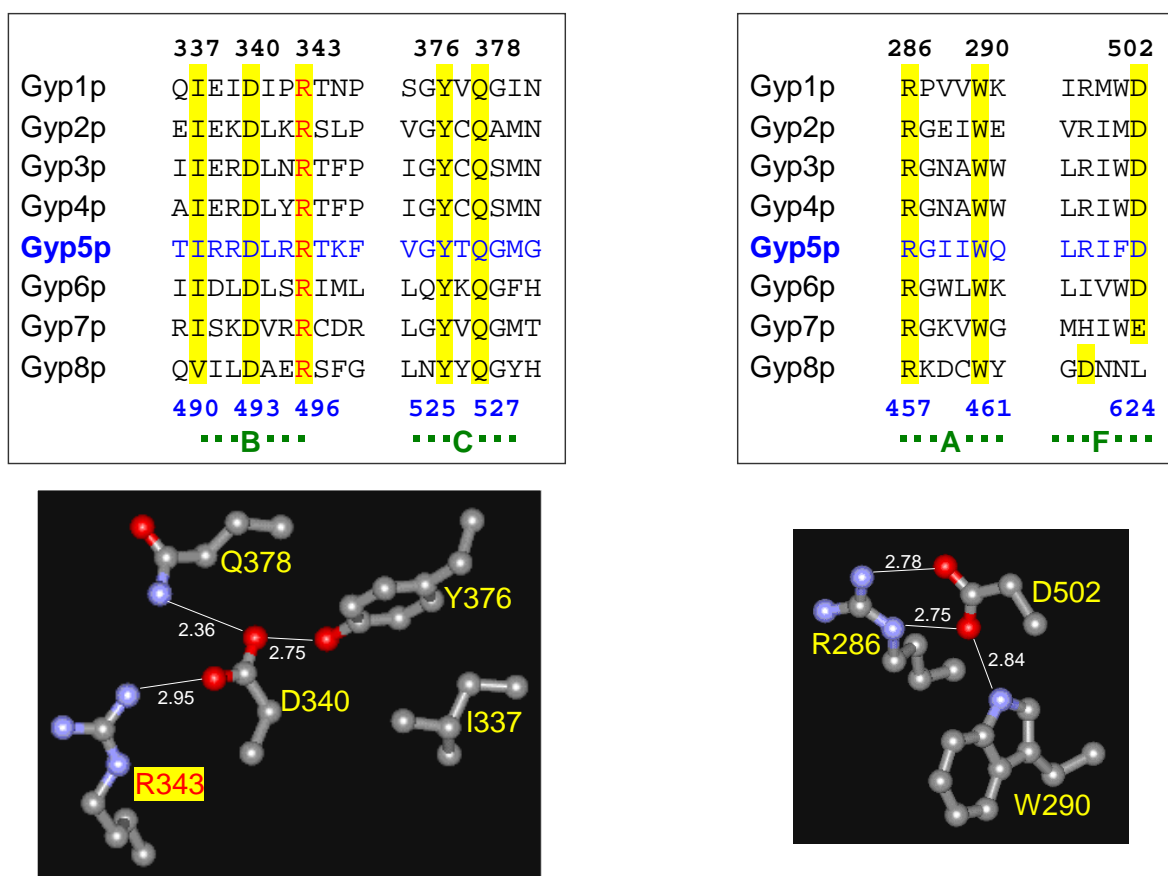 337 340 343 376 378
Gyp1p QIEIDIPRTNP SGYVQGIN
Gyp2p EIEKDLKRSLP VGYCQAMN
Gyp3p IIERDLNRTFP IGYCQSMN
Gyp4p AIERDLYRTFP IGYCQSMN
Gyp5p TIRRDLRRTKF VGYTQGMG
Gyp6p IIDLDLSRIML LQYKQGFH
Gyp7p RISKDVRRCDR LGYVQGMT
Gyp8p QVILDAERSFG LNYYQGYH
490 493 496 525 527
B C
286 290 502
Gyp1p RPVVWK IRMWD
Gyp2p RGEIWE VRIMD
Gyp3p RGNAWW LRIWD
Gyp4p RGNAWW LRIWD
Gyp5p RGIIWQ LRIFD
Gyp6p RGWLWK LIVWD
Gyp7p RGKVWG MHIWE
Gyp8p RKDCWY GDNNL
457 461 624
A F
Q378
Y376
2.36
2.75
2.95
D340
I337
R343
2.78
D502
2.75
R286
2.84
W290